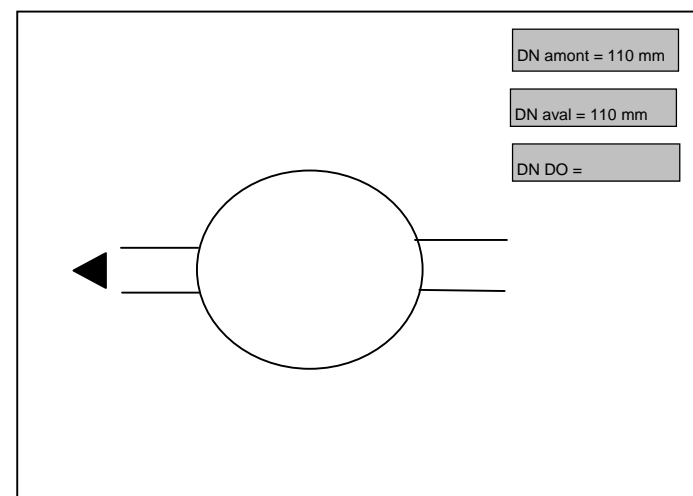 DN amont = 110 mm
DN aval = 110 mm
DN DO =